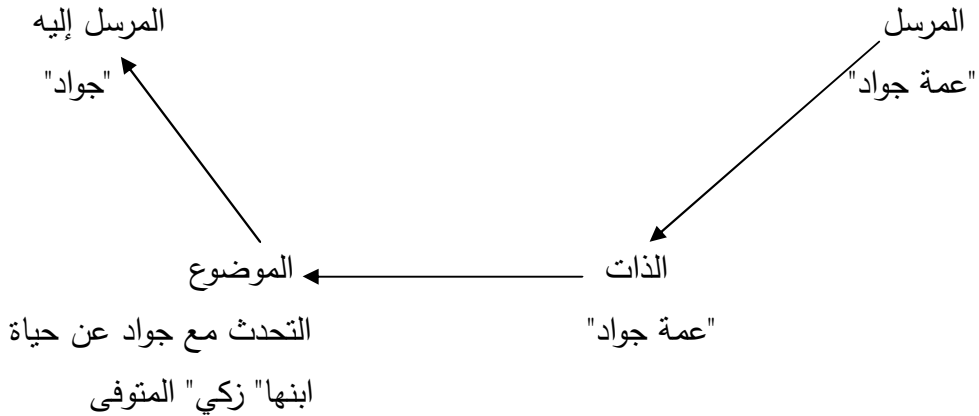 المرسل المرسل إليه
"عمة جواد" "جواد"
الذات الموضوع
"عمة جواد" التحدث مع جواد عن حياة
ابنها" زكي" المتوفى